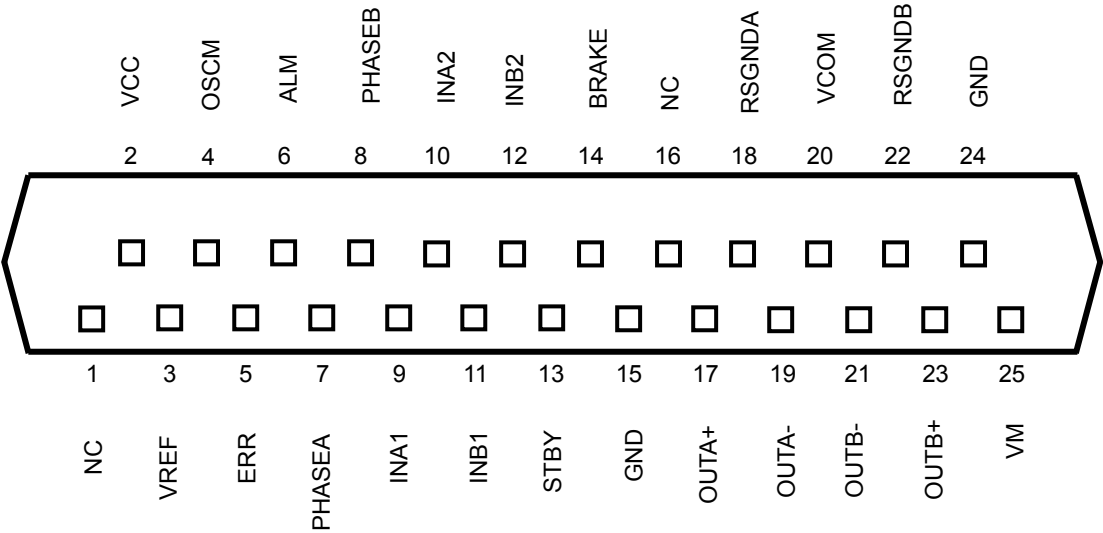 VCC OSCM ALM PHASEB INA2 INB2 BRAKE NC RSGNDA VCOM RSGNDB GND
2 4 6 8 10 12 14 16 18 20 22 24
1 3 5 7 9 11 13 15 17 19 21 23 25
NC VREF ERR PHASEA INA1 INB1 STBY GND OUTA+ OUTA- OUTB- OUTB+ VM